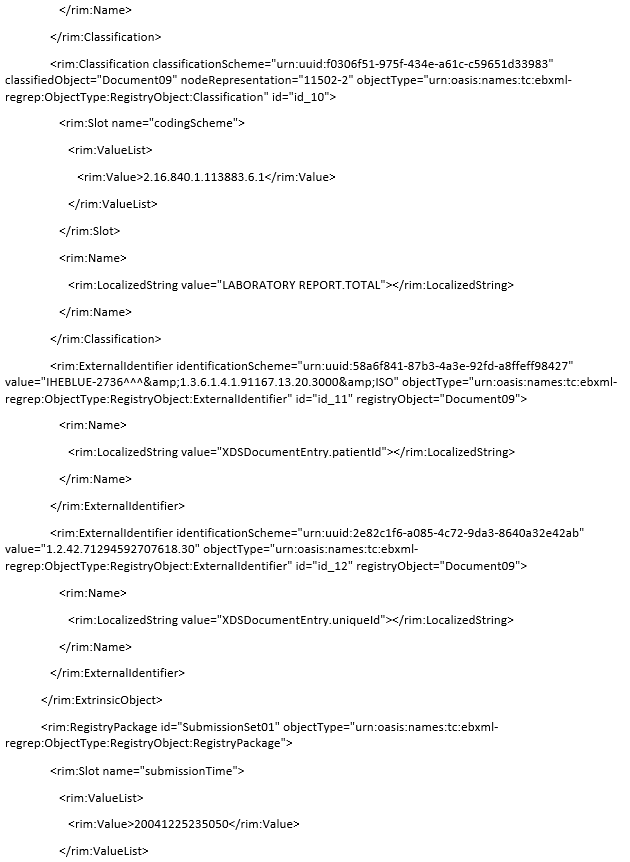 </rim:Name>
</rim:Classification>
<rim:Classification classificationScheme="urn:uuid:f0306f51-975f-434e-a61c-c59651d33983"
classifiedObject="Document09" nodeRepresentation="11502-2" objectType="urn:oasis:names:tc:ebxml-
regrep:ObjectType:RegistryObject:Classification" id="id_10">
<rim:Slot name="codingScheme">
<rim:ValueList>
<rim:Value>2.16.840.1.113883.6.1</rim:Value>
</rim:ValueList>
</rim:Slot>
<rim:Name>
<rim:LocalizedString value="LABORATORY REPORT.TOTAL"></rim:LocalizedString>
</rim:Name>
</rim:Classification>
<rim:ExternalIdentifier identificationScheme="urn:uuid:58a6f841-87b3-4a3e-92fd-a8ffeff98427"
value="IHEBLUE-2736^^^&amp;1.3.6.1.4.1.91167.13.20.3000&amp;ISO" objectType="urn:oasis:names:tc:ebxml-
regrep:ObjectType:RegistryObject:ExternalIdentifier" id="id_11" registryObject="Document09">
<rim:Name>
<rim:LocalizedString value="XDSDocumentEntry.patientId"></rim:LocalizedString>
</rim:Name>
</rim:ExternalIdentifier>
<rim:ExternalIdentifier identificationScheme="urn:uuid:2e82c1f6-a085-4c72-9da3-8640a32e42ab"
value="1.2.42.71294592707618.30" objectType="urn:oasis:names:tc:ebxml-
regrep:ObjectType:RegistryObject:ExternalIdentifier" id="id_12" registryObject="Document09">
<rim:Name>
<rim:LocalizedString value="XDSDocumentEntry.uniqueId"></rim:LocalizedString>
</rim:Name>
</rim:ExternalIdentifier>
</rim:ExtrinsicObject>
<rim:RegistryPackage id="SubmissionSet01" objectType="urn:oasis:names:tc:ebxml-
regrep:ObjectType:RegistryObject:RegistryPackage">
<rim:Slot name="submissionTime">
<rim:ValueList>
<rim:Value>20041225235050</rim:Value>
</rim:ValueList>